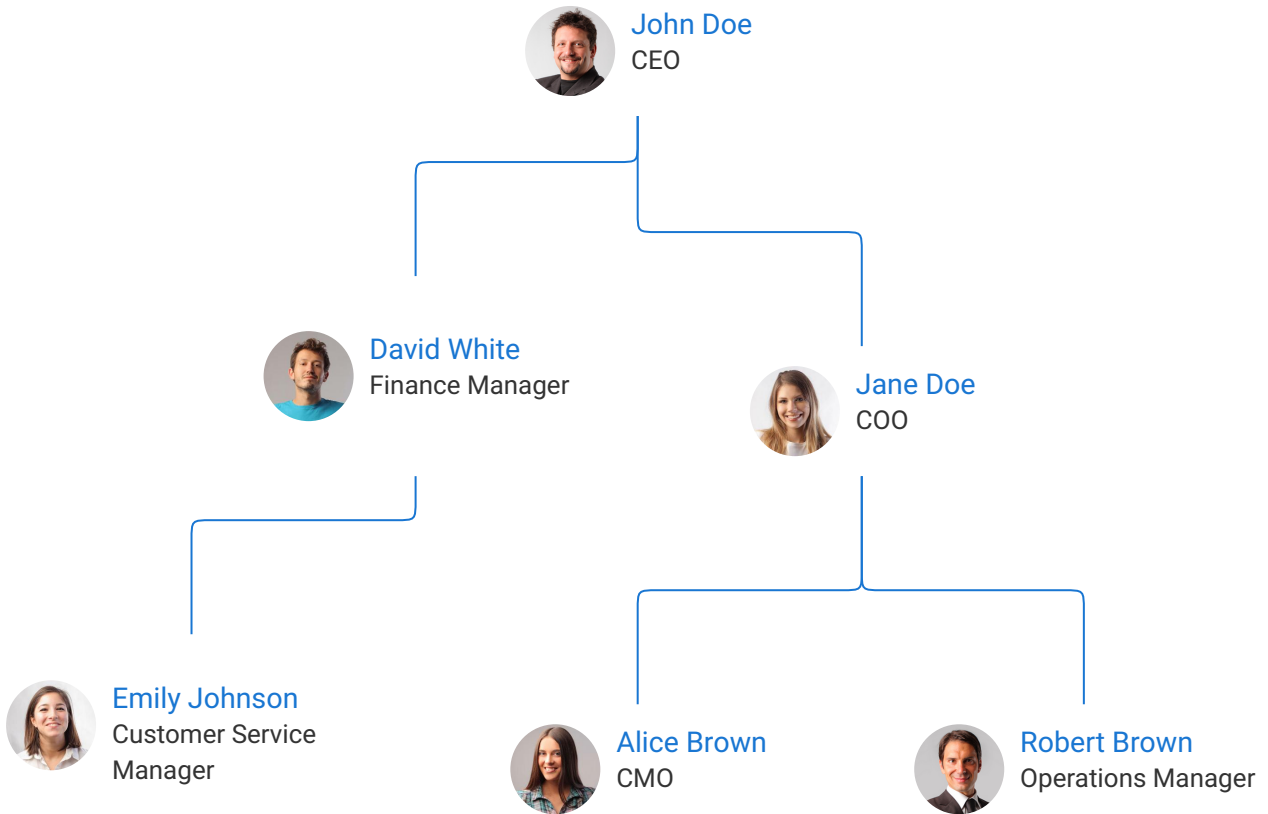 John Doe
CEO
David White
Finance Manager
Jane Doe
COO
Emily Johnson
Customer Service
Manager
Alice Brown
CMO
Robert Brown
Operations Manager